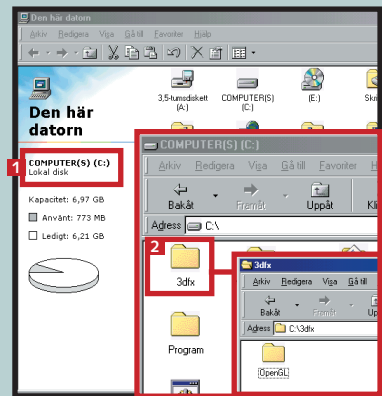 Den här datorn
Arkiv Redigera Visa Gå till Favoriter Hjälp
3,5-tumsdiskett (A:)
COMPUTER(S) (C:)
(E:)
Den här
datorn
1
COMPUTER(S) (C:)
Lokal disk
Kapacitet: 6,97 GB
Använt: 773 MB
Ledigt: 6,21 GB
COMPUTER(S) (C:)
Arkiv Redigera Visa Gå till Favoriter
Bakåt Framåt Uppåt
Adress C:\
2
3dfx
Program
3dfx
Arkiv Redigera Visa Gå till
Bakåt Framåt
Adress C:\3dfx
OpenGL